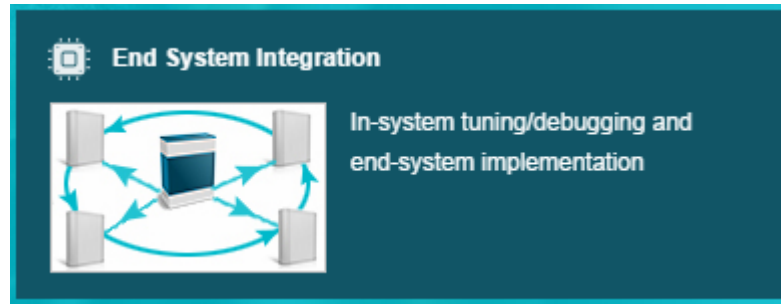 End System Integration
In-system tuning/debugging and
end-system implementation